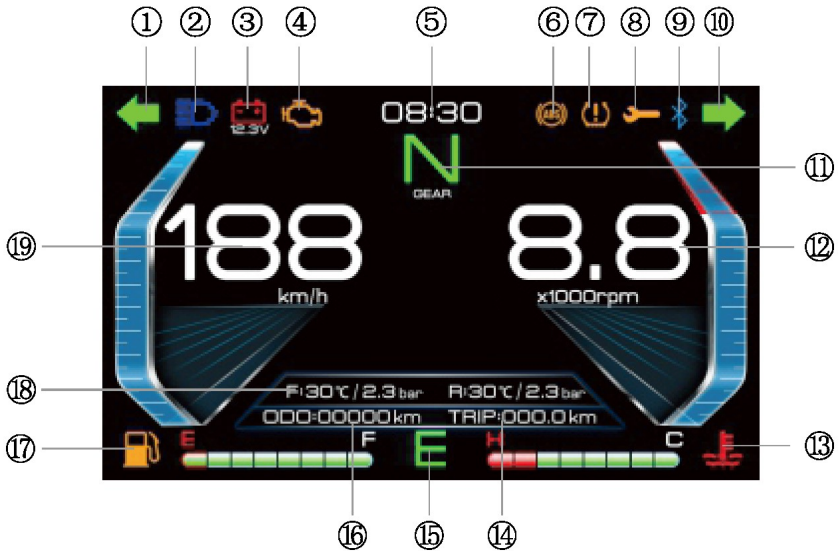 ① ② ③ ④ ⑤ ⑥ ⑦ ⑧ ⑨ ⑩
12.3V 08:30 ABS
N ⑪
GEAR
⑲ 188 8.8 ⑫
km/h x1000rpm
⑱ F:30℃/2.3bar R:30℃/2.3bar
ODO:00000km TRIP:000.0km
⑰ E F E H C ⑬
⑯ ⑮ ⑭